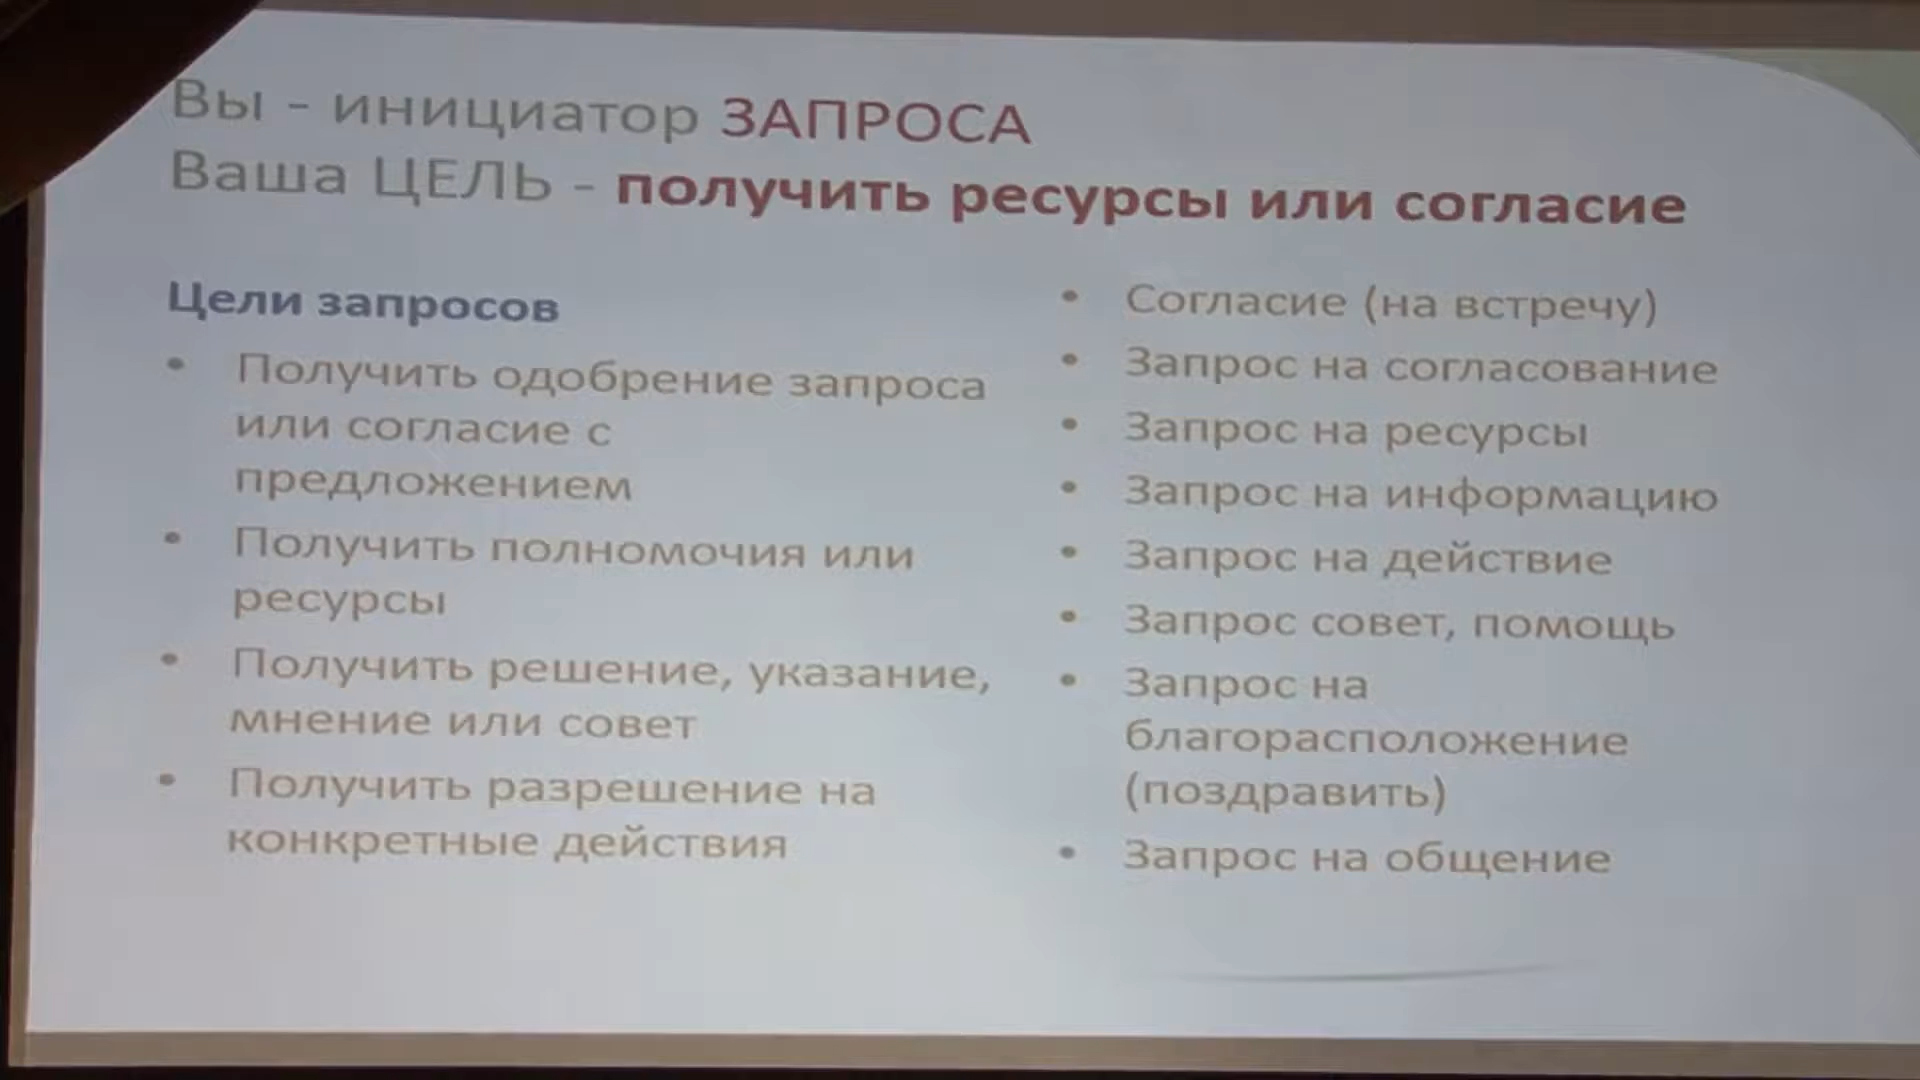 Вы - инициатор ЗАПРОСА
Ваша ЦЕЛЬ - получить ресурсы или согласие
Цели запросов
• Получить одобрение запроса
или согласие с
предложением
• Получить полномочия или
ресурсы
• Получить решение, указание,
мнение или совет
• Получить разрешение на
конкретные действия
• Согласие (на встречу)
• Запрос на согласование
• Запрос на ресурсы
• Запрос на информацию
• Запрос на действие
• Запрос совет, помощь
• Запрос на
благорасположение
(поздравить)
• Запрос на общение